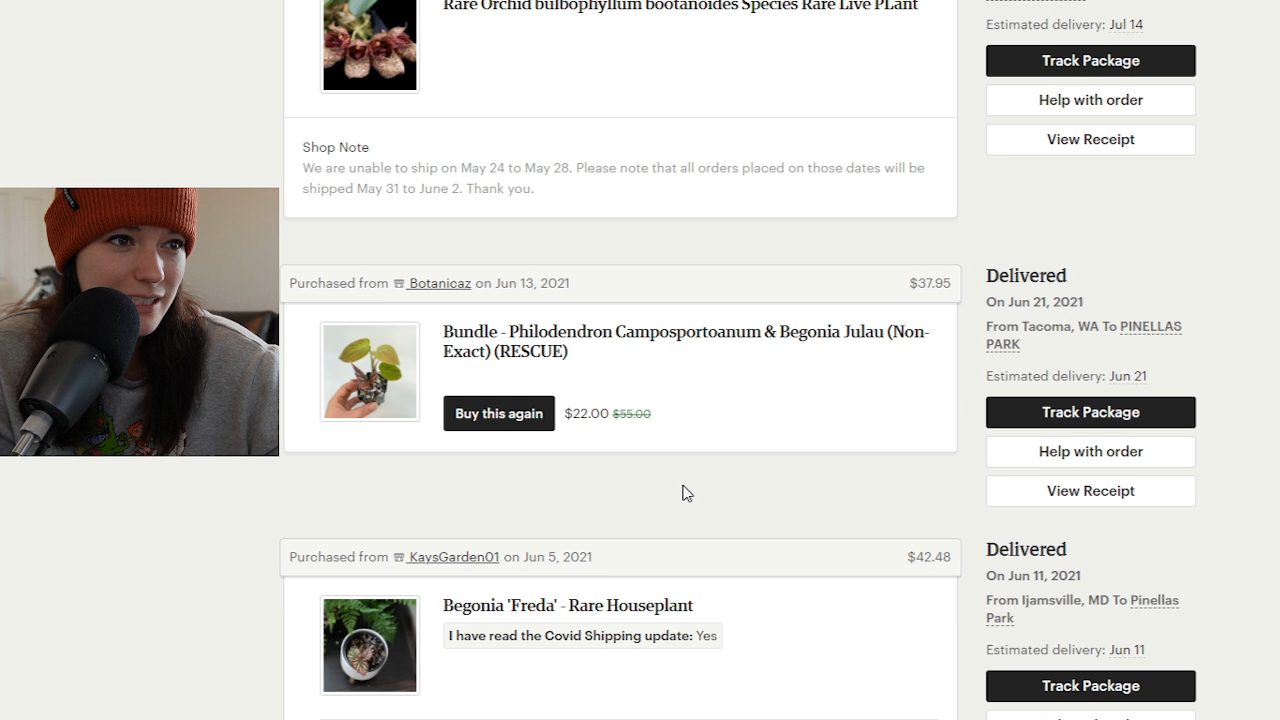 Rare Orchid bulbophyllum bootanoides Species Rare Live PLant
Estimated delivery: Jul 14
Track Package
Help with order
View Receipt
Shop Note
We are unable to ship on May 24 to May 28. Please note that all orders placed on those dates will be
shipped May 31 to June 2. Thank you.
Purchased from Botanicaz on Jun 13, 2021 $37.95
Bundle - Philodendron Camposportoanum & Begonia Julau (Non-
Exact) (RESCUE)
Buy this again $22.00 $55.00
Delivered
On Jun 21, 2021
From Tacoma, WA To PINELLAS
PARK
Estimated delivery: Jun 21
Track Package
Help with order
View Receipt
Purchased from KaysGarden01 on Jun 5, 2021 $42.48
Begonia 'Freda' - Rare Houseplant
I have read the Covid Shipping update: Yes
Delivered
On Jun 11, 2021
From Ijamsville, MD To Pinellas
Park
Estimated delivery: Jun 11
Track Package